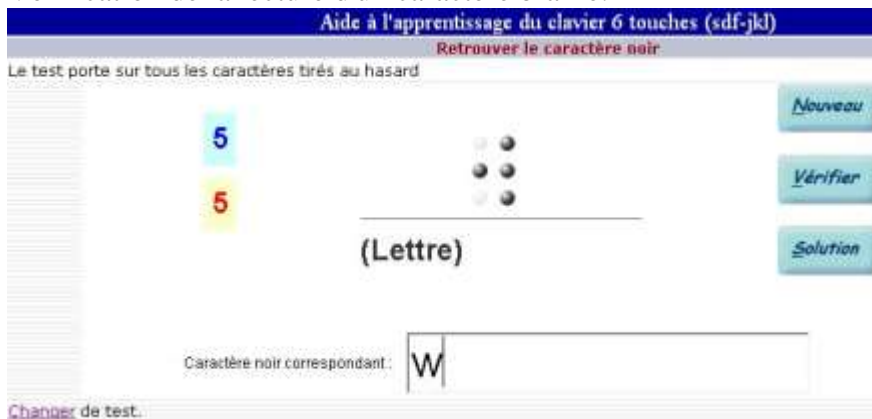 Aide à l'apprentissage du clavier 6 touches (sdf-jkl)
Retrouver le caractère noir
Le test porte sur tous les caractères tirés au hasard
Nouveau
5
Vérifier
5
(Lettre)
Solution
Caractère noir correspondant :
W
Changer de test.